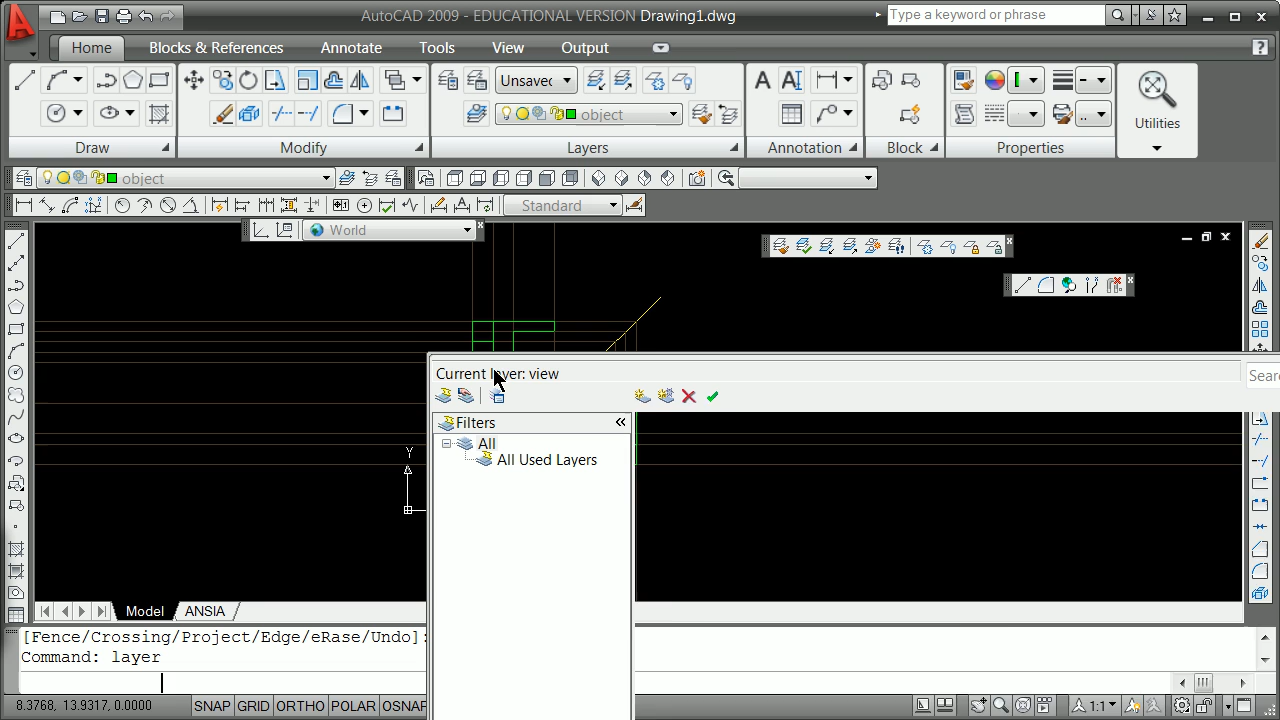 AutoCAD 2009 - EDUCATIONAL VERSION Drawing1.dwg
Type a keyword or phrase
Home
Blocks & References
Annotate
Tools
View
Output
Unsavec
object
Utilities
Draw
Modify
Layers
Annotation
Block
Properties
1:1
object
Standard
World
Current layer: view
Sear
Filters
All
All Used Layers
Y
Model
ANSIA
[Fence/Crossing/Project/Edge/eRase/Undo]:
Command: layer
8.3768, 13.9317, 0.0000
SNAP
GRID
ORTHO
POLAR
OSNAP